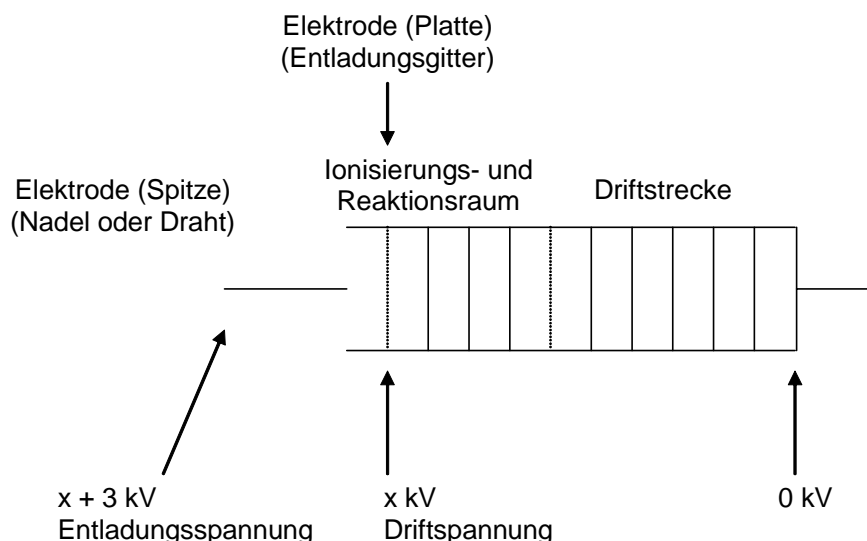 Elektrode (Platte)
(Entladungsgitter)
Elektrode (Spitze)
(Nadel oder Draht)
Ionisierungs- und
Reaktionsraum
Driftstrecke
x + 3 kV
Entladungsspannung
x kV
Driftspannung
0 kV